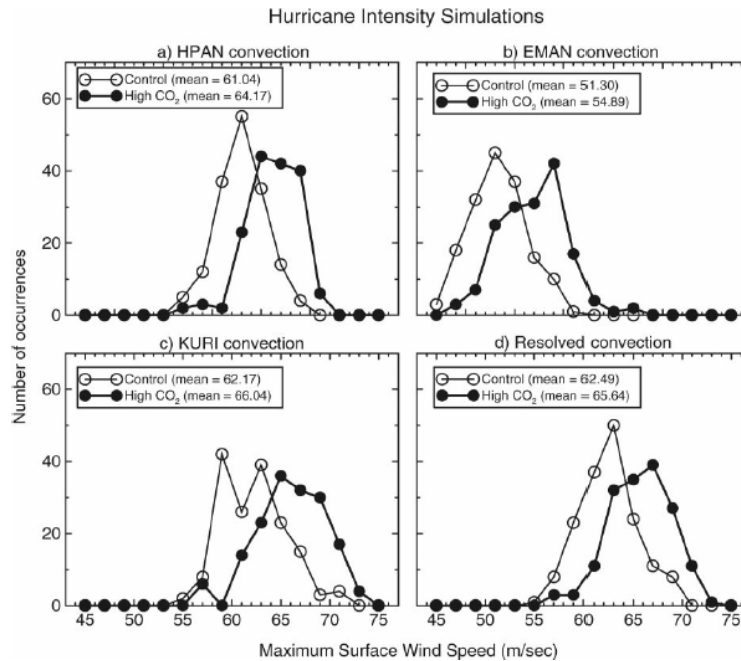 Hurricane Intensity Simulations
a) HPAN convection
Control (mean = 61.04)
High CO₂ (mean = 64.17)
b) EMAN convection
Control (mean = 51.30)
High CO₂ (mean = 54.89)
60
40
20
0
c) KURI convection
Control (mean = 62.17)
High CO₂ (mean = 66.04)
d) Resolved convection
Control (mean = 62.49)
High CO₂ (mean = 65.64)
60
40
20
0
Number of occurrences
45 50 55 60 65 70 75
45 50 55 60 65 70 75
Maximum Surface Wind Speed (m/sec)